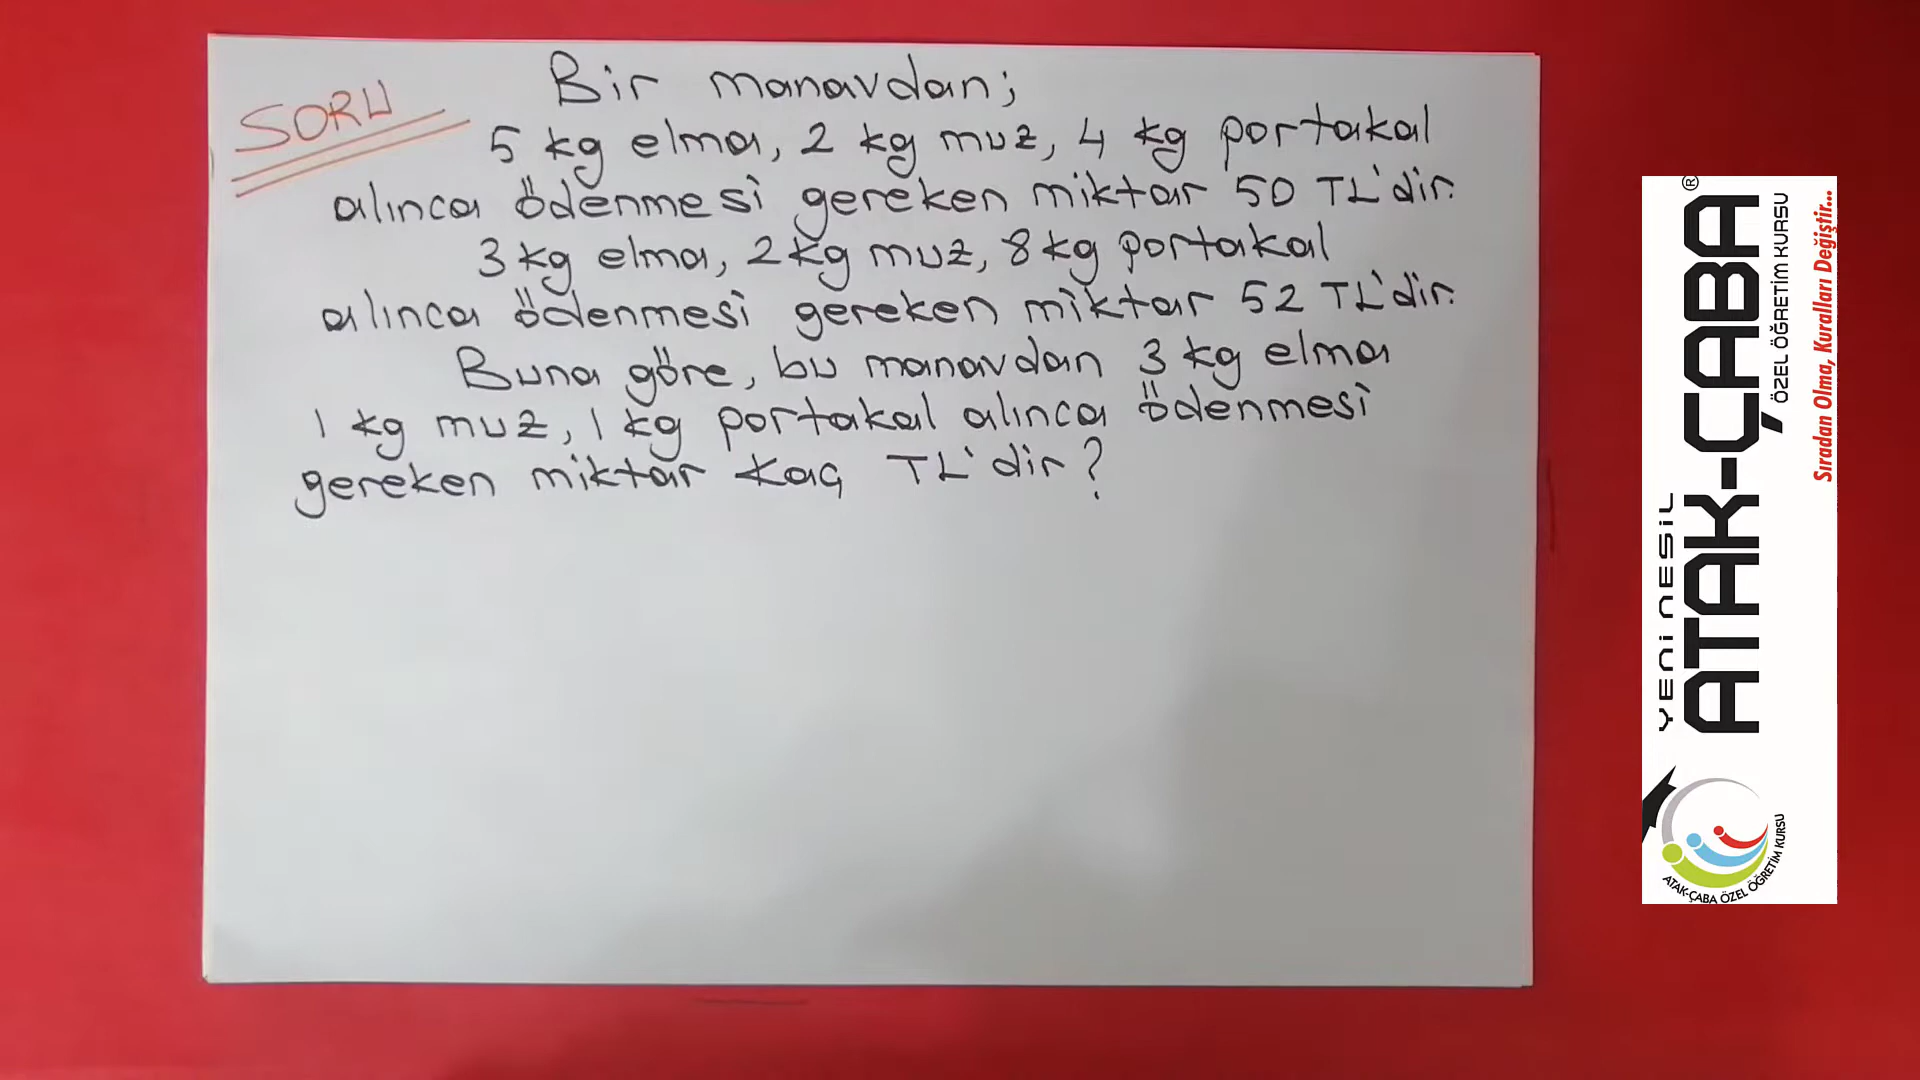 SORU
Bir manavdan;
5 kg elma, 2 kg muz, 4 kg portakal
alınca ödenmesi gereken miktar 50 TL'dir.
3 kg elma, 2 kg muz, 8 kg portakal
alınca ödenmesi gereken miktar 52 TL'dir.
Buna göre, bu manavdan 3 kg elma
1 kg muz, 1 kg portakal alınca ödenmesi
gereken miktar kaç TL'dir?
YENİ NESİL
ATAK-ÇABA®
ÖZEL ÖĞRETİM KURSU
Sıradan Olma, Kuralları Değiştir...
ATAK-ÇABA ÖZEL ÖĞRETİM KURSU